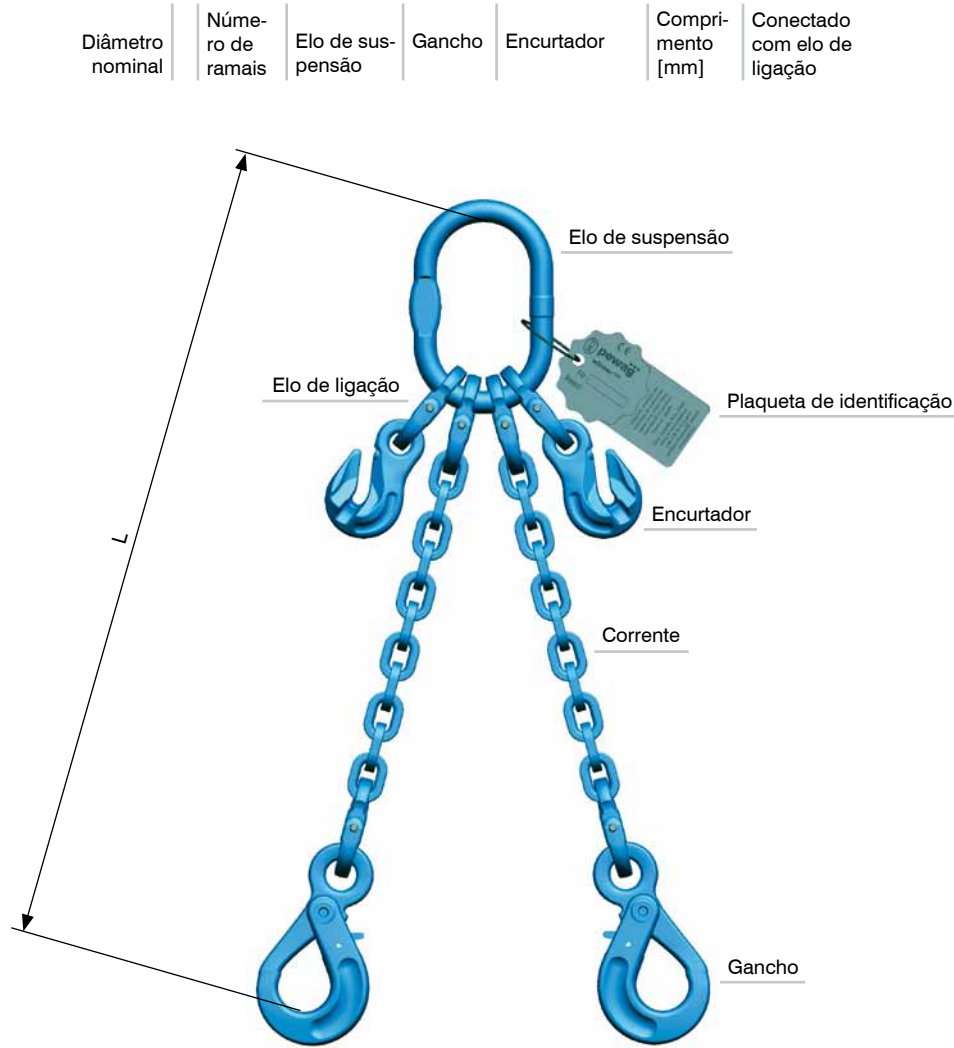 Diâmetro
nominal
Núme-
ro de
ramais
Elo de sus-
pensão
Gancho
Encurtador
Compri-
mento
[mm]
Conectado
com elo de
ligação
Elo de suspensão
pewag
Elo de ligação
Plaqueta de identificação
Encurtador
L
Corrente
Gancho